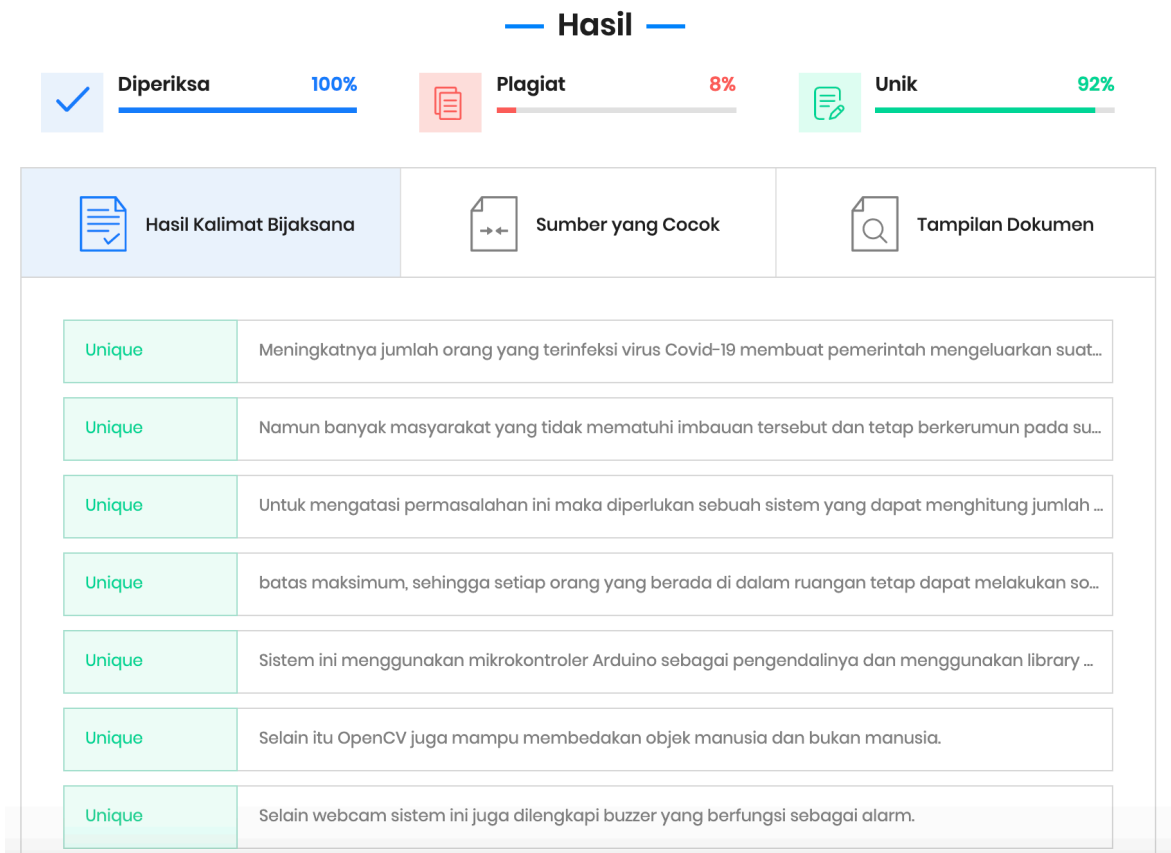 Hasil
Diperiksa 100%
Plagiat 8%
Unik 92%
Hasil Kalimat Bijaksana
Sumber yang Cocok
Tampilan Dokumen
Unique Meningkatnya jumlah orang yang terinfeksi virus Covid-19 membuat pemerintah mengeluarkan suat...
Unique Namun banyak masyarakat yang tidak mematuhi imbauan tersebut dan tetap berkerumun pada su...
Unique Untuk mengatasi permasalahan ini maka diperlukan sebuah sistem yang dapat menghitung jumlah ...
Unique batas maksimum, sehingga setiap orang yang berada di dalam ruangan tetap dapat melakukan so...
Unique Sistem ini menggunakan mikrokontroler Arduino sebagai pengendalinya dan menggunakan library ...
Unique Selain itu OpenCV juga mampu membedakan objek manusia dan bukan manusia.
Unique Selain webcam sistem ini juga dilengkapi buzzer yang berfungsi sebagai alarm.